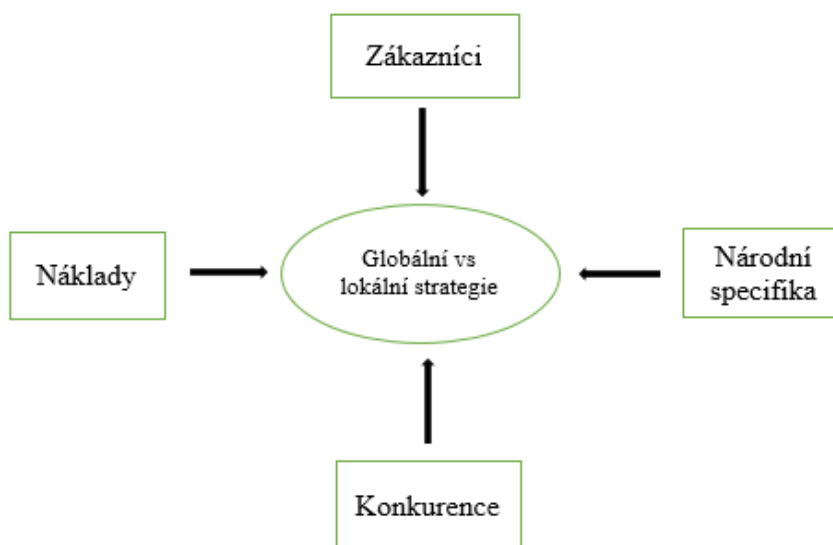 Zákazníci
Náklady
Globální vs
lokální strategie
Národní
specifika
Konkurence